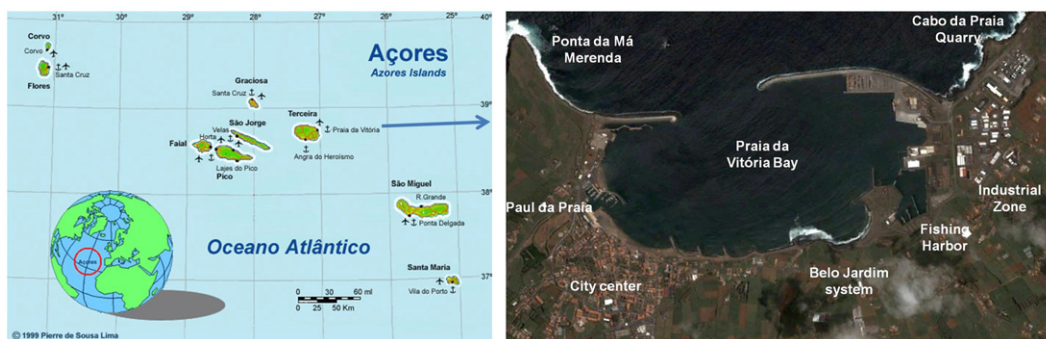 31°
30°
29°
28°
27°
26°
25°
40°
Corvo
Corvo
Santa Cruz
Flores
Açores
Azores Islands
Graciosa
Santa Cruz
39°
Terceira
Praia da Vitória
Angra do Heroísmo
São Jorge
Velas
Faial
Horta
Lajes do Pico
Pico
38°
São Miguel
R.Grande
Ponta Delgada
Oceano Atlântico
Açores
Santa Maria
37°
Vila do Porto
0 30 60 ml
0 25 50 Km
© 1999 Pierre de Sousa Lima
Ponta da Má
Merenda
Cabo da Praia
Quarry
Praia da
Vitória Bay
Paul da Praia
Industrial
Zone
Fishing
Harbor
Belo Jardim
system
City center